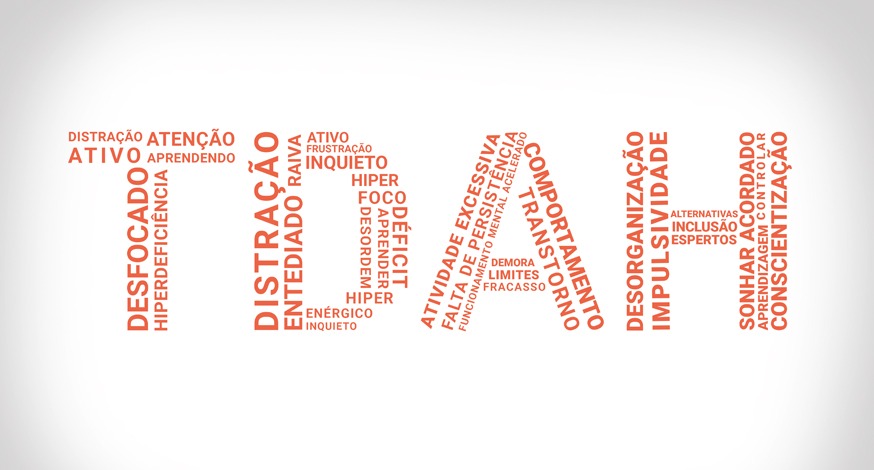 DISTRAÇÃO
ATENÇÃO
ATIVO
APRENDENDO
DESFOCADO
HIPERDEFICIÊNCIA
DISTRAÇÃO
ENTEDIADO RAIVA
ATIVO
FRUSTRAÇÃO
INQUIETO
HIPER
FOCO
DESORDEM
APRENDER
DÉFICIT
HIPER
ENÉRGICO
INQUIETO
ATIVIDADE EXCESSIVA
FALTA DE PERSISTÊNCIA
FUNCIONAMENTO MENTAL ACELERADO
COMPORTAMENTO
TRANSTORNO
DEMORA
LIMITES
FRACASSO
DESORGANIZAÇÃO
IMPULSIVIDADE
ALTERNATIVAS
INCLUSÃO
ESPERTOS
SONHAR ACORDADO
APRENDIZAGEM CONTROLAR
CONSCIENTIZAÇÃO